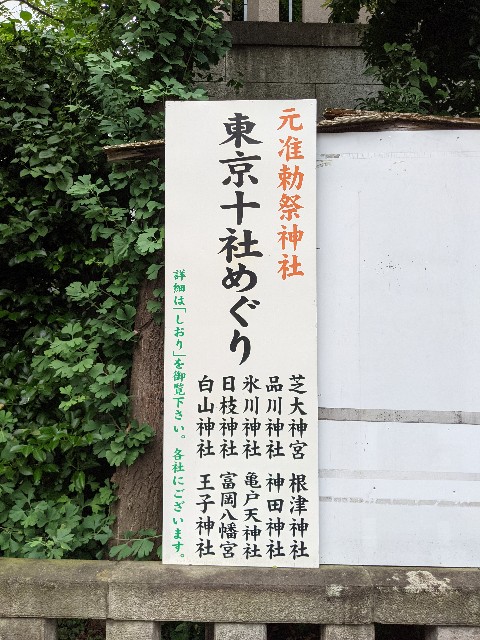 元准勅祭神社
東京十社めぐり
芝大神宮
品川神社
氷川神社
日枝神社
白山神社
根津神社
神田神社
亀戸天神社
富岡八幡宮
王子神社
詳細は「しおり」を御覧下さい。各社にございます。